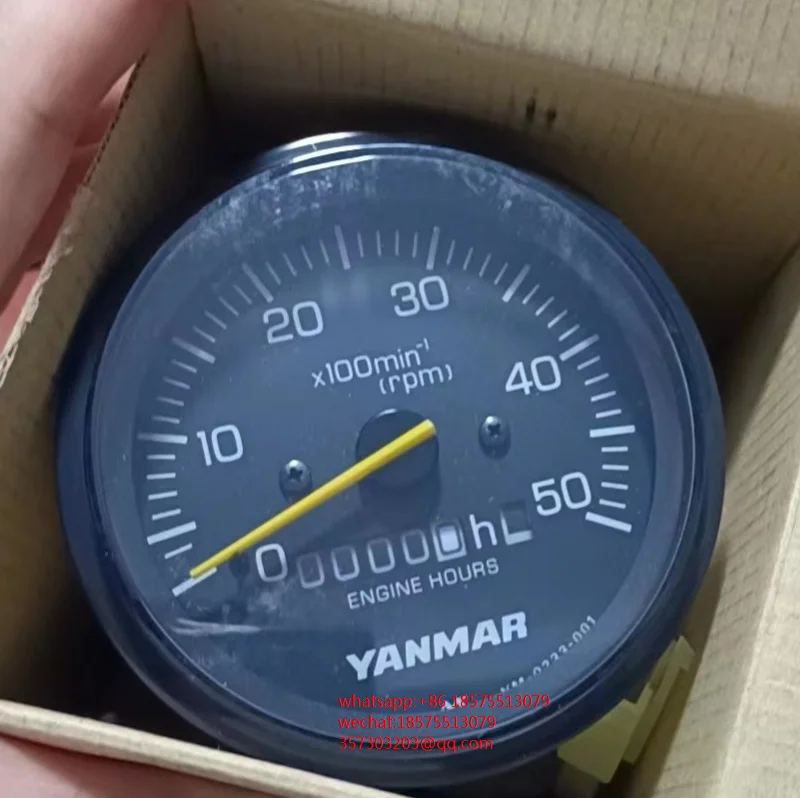 20
30
x100min⁻¹
(rpm)
10
40
50
0
00000h
ENGINE HOURS
YANMAR
whatsapp:+86 18575513079
wechat:18575513079
357303203@qq.com